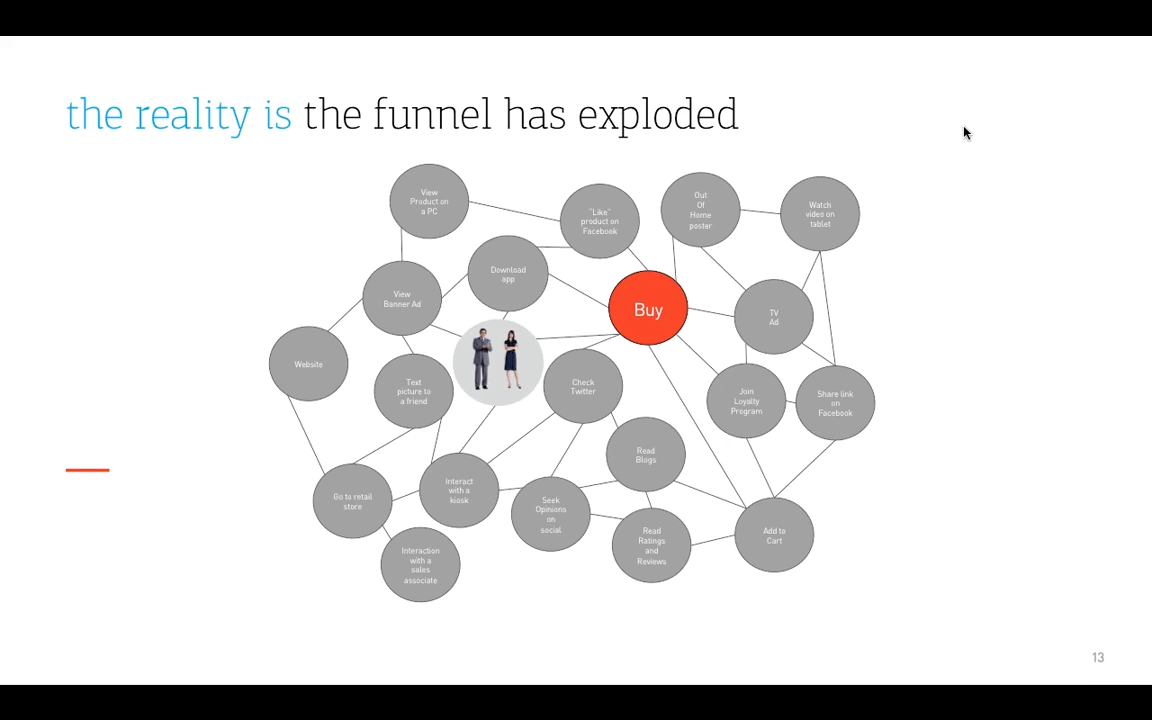 the reality is the funnel has exploded
View
Product on
a PC
"Like"
product on
Facebook
Out
Of
Home
poster
Watch
video on
tablet
Download
app
View
Banner Ad
Buy
TV
Ad
Website
Text
picture to
a friend
Check
Twitter
Join
Loyalty
Program
Share link
on
Facebook
Read
Blogs
Go to retail
store
Interact
with a
kiosk
Seek
Opinions
on
social
Read
Ratings
and
Reviews
Add to
Cart
Interaction
with a
sales
associate
13